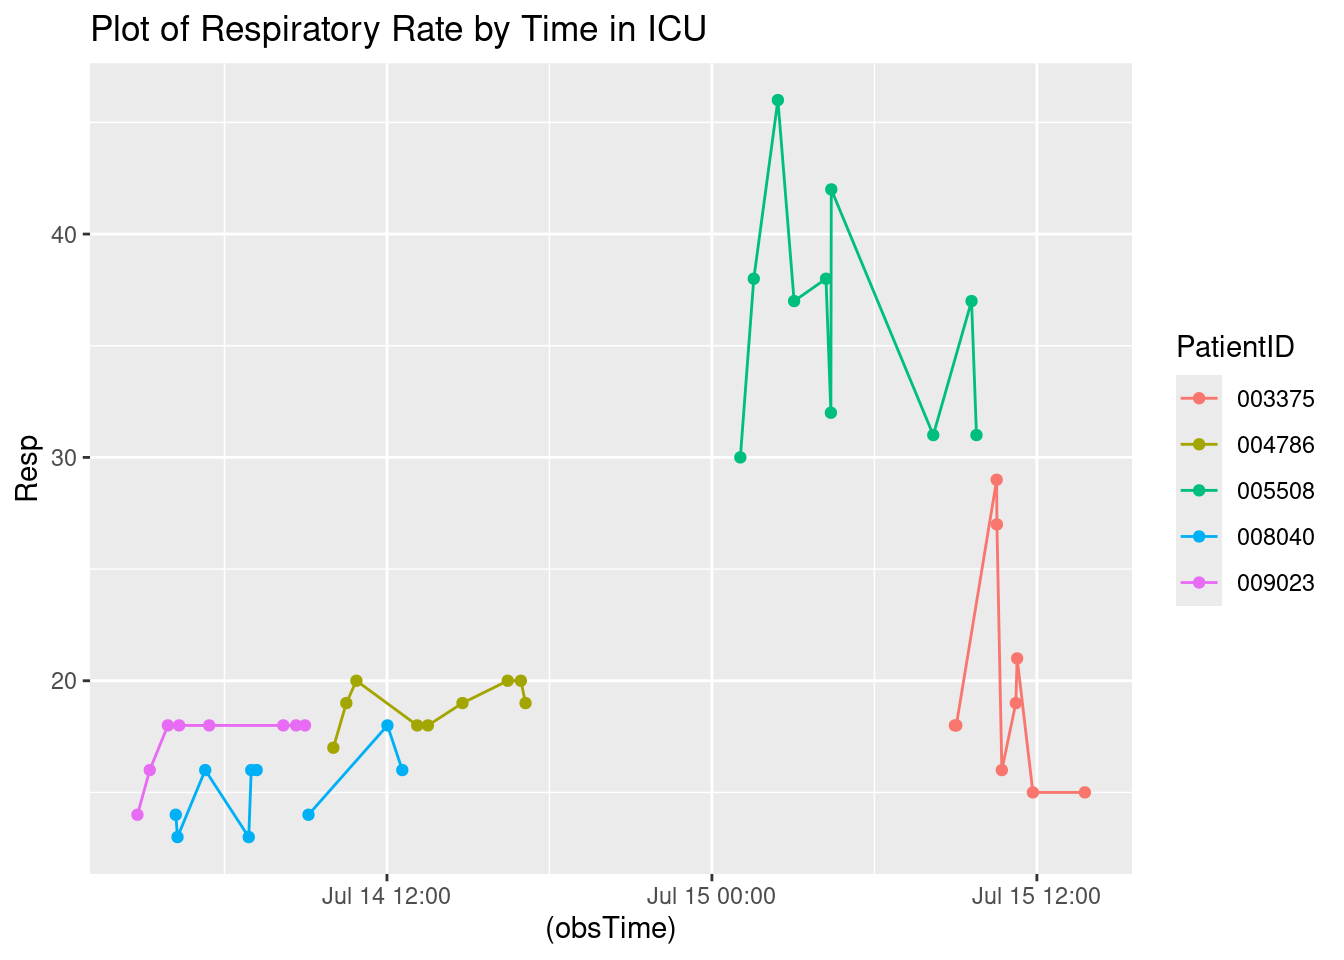 Plot of Respiratory Rate by Time in ICU
40
30
20
Resp
Jul 14 12:00
Jul 15 00:00
Jul 15 12:00
(obsTime)
PatientID
003375
004786
005508
008040
009023